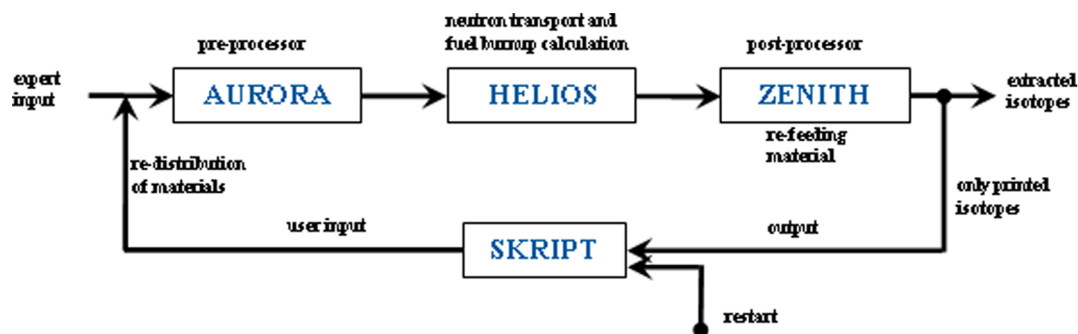 neutron transport and
fuel burnup calculation
pre-processor
post-processor
expert
input
AURORA
HELIOS
ZENITH
extracted
isotopes
re-feeding
material
re-distribution
of materials
only printed
isotopes
user input
SKRIPT
output
restart